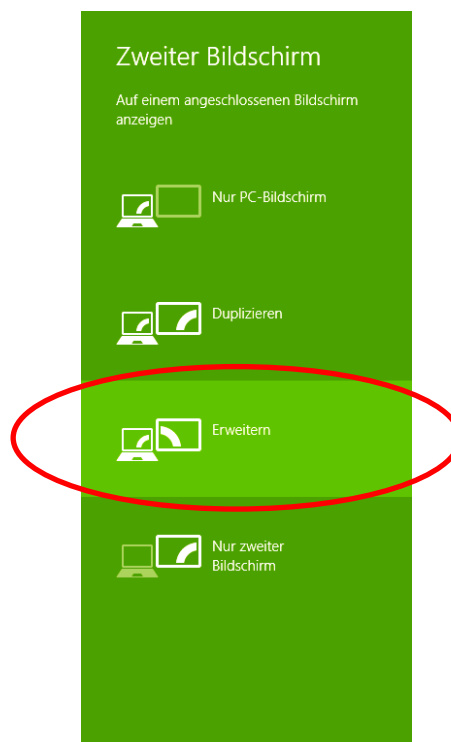 Zweiter Bildschirm
Auf einem angeschlossenen Bildschirm
anzeigen
Nur PC-Bildschirm
Duplizieren
Erweitern
Nur zweiter
Bildschirm